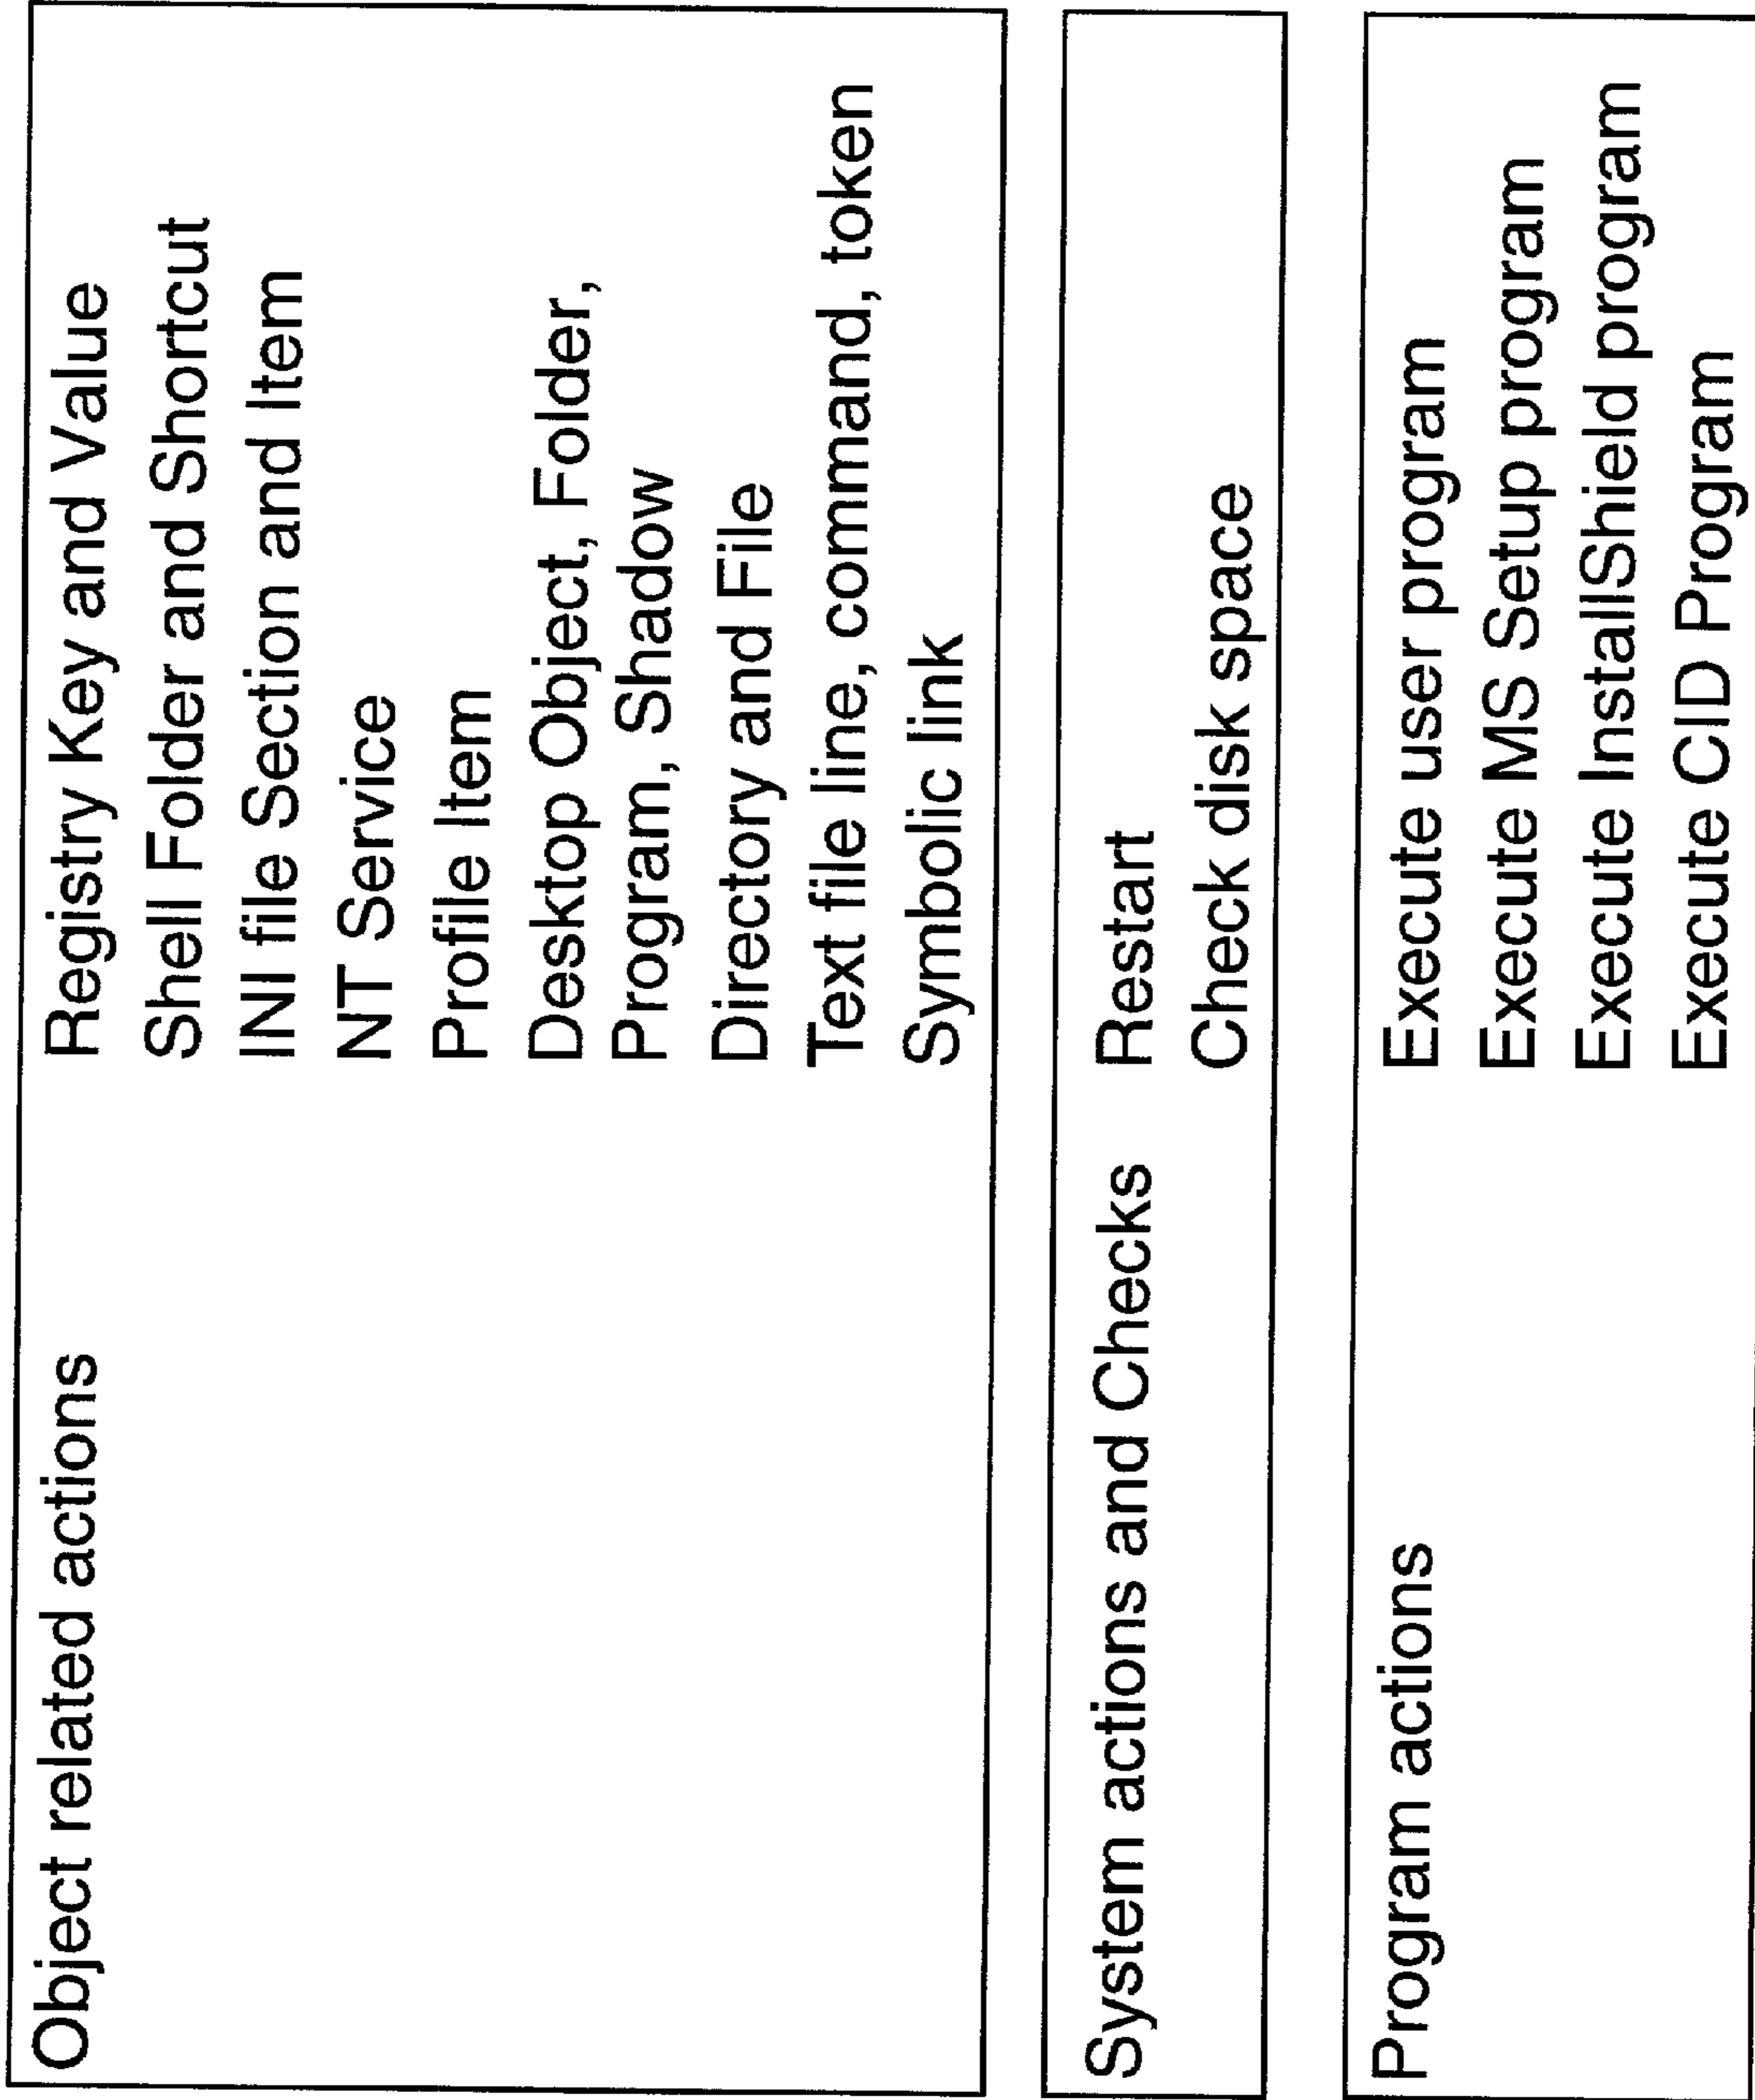 Object related actions
Registry Key and Value
Shell Folder and Shortcut
INI file Section and Item
NT Service
Profile Item
Desktop Object, Folder,
Program, Shadow
Directory and File
Text file line, command, token
Symbolic link
System actions and Checks
Restart
Check disk space
Program actions
Execute user program
Execute MS Setup program
Execute InstallShield program
Execute CID Program